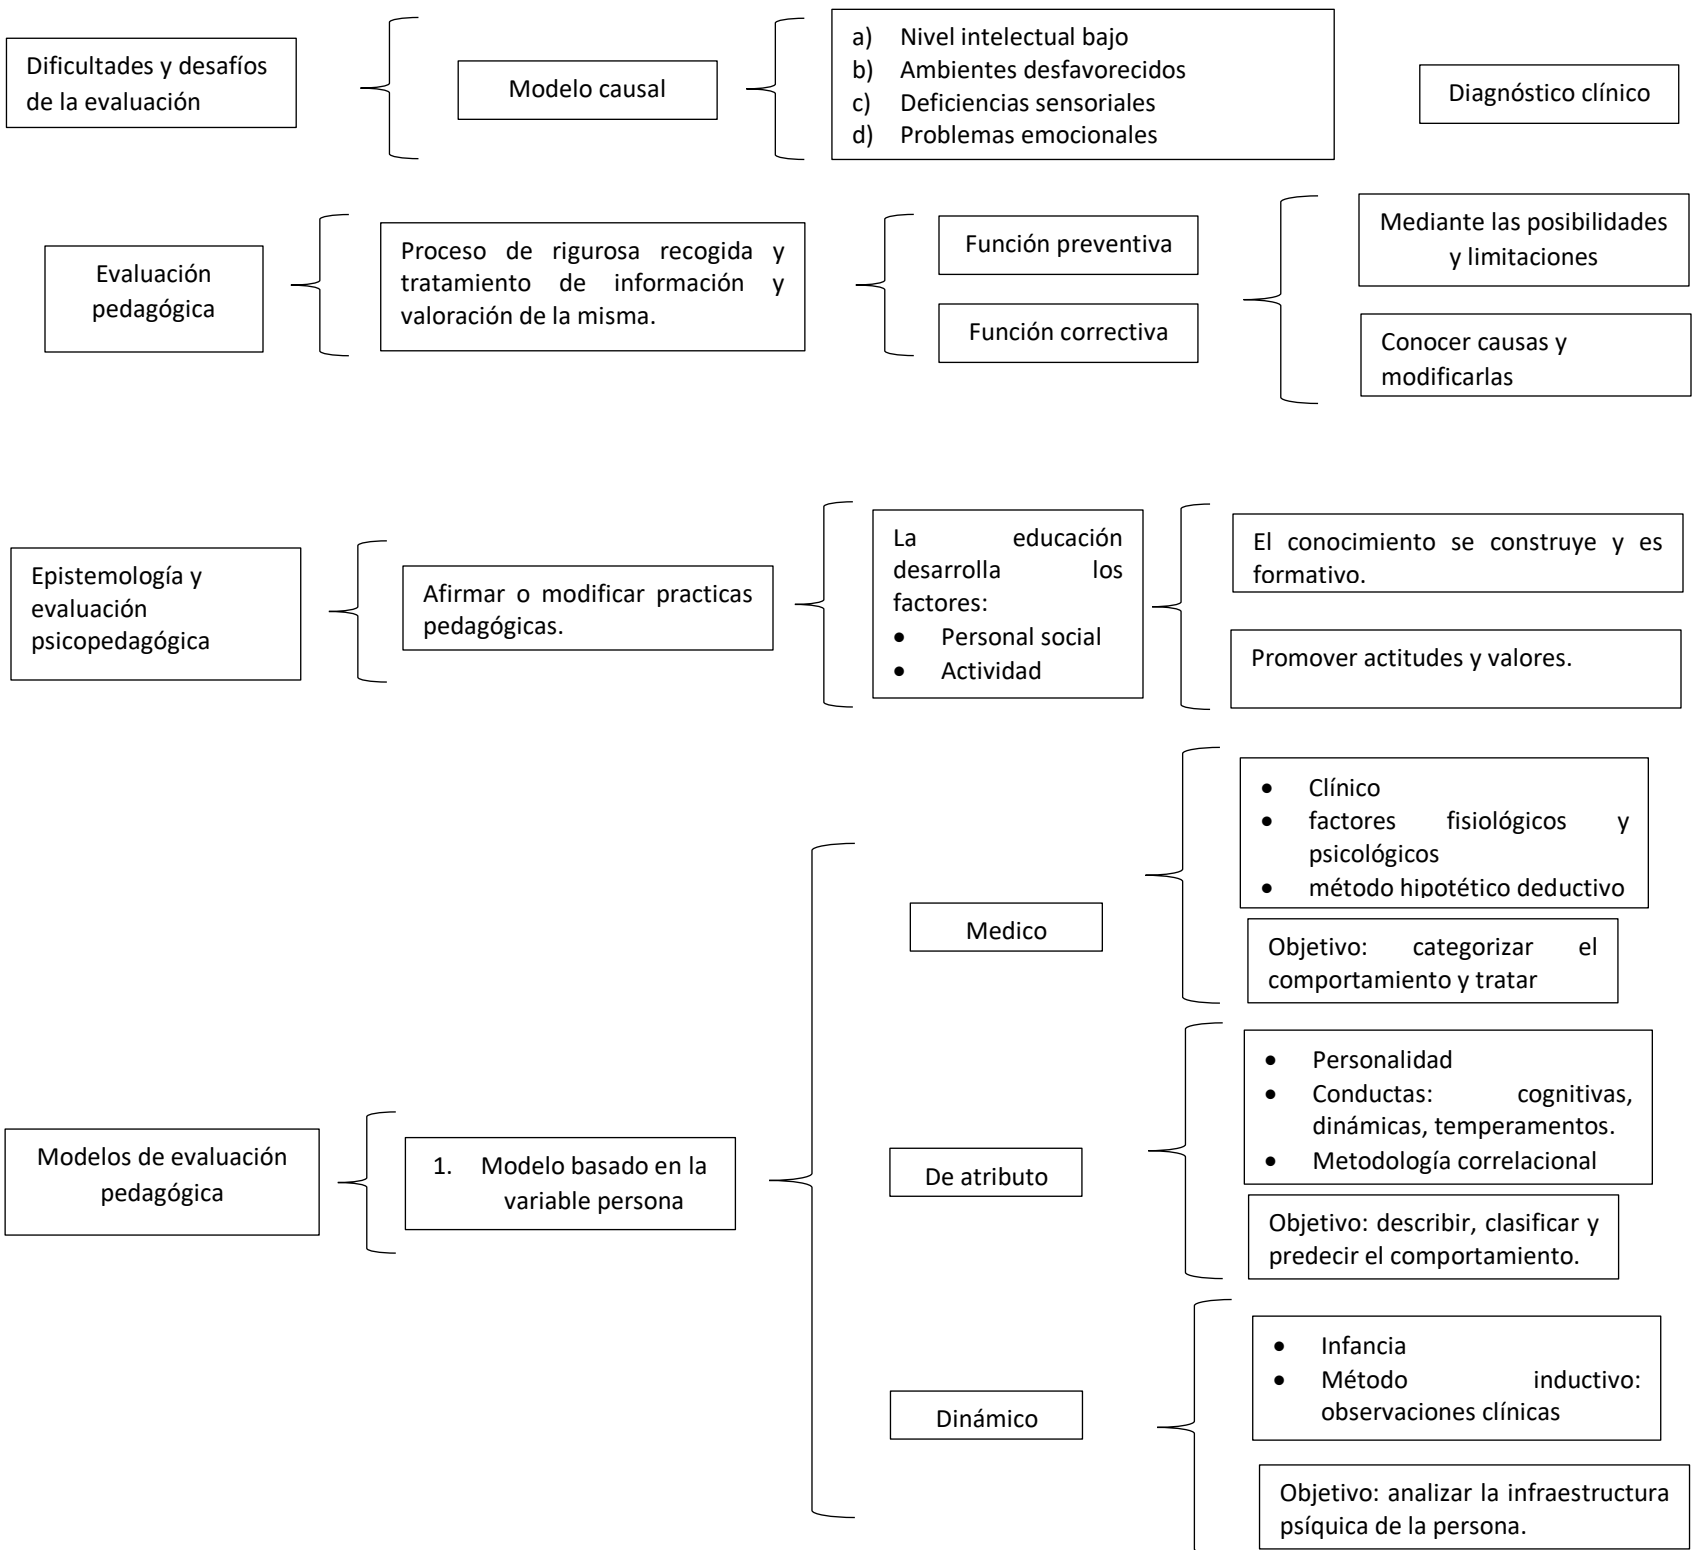 Dificultades y desafíos
de la evaluación
Modelo causal
a) Nivel intelectual bajo
b) Ambientes desfavorecidos
c) Deficiencias sensoriales
d) Problemas emocionales
Diagnóstico clínico
Evaluación
pedagógica
Proceso de rigurosa recogida y
tratamiento de información y
valoración de la misma.
Función preventiva
Función correctiva
Mediante las posibilidades
y limitaciones
Conocer causas y
modificarlas
Epistemología y
evaluación
psicopedagógica
Afirmar o modificar practicas
pedagógicas.
La educación
desarrolla los
factores:
• Personal social
• Actividad
El conocimiento se construye y es
formativo.
Promover actitudes y valores.
Modelos de evaluación
pedagógica
1. Modelo basado en la
variable persona
Medico
• Clínico
• factores fisiológicos y
psicológicos
• método hipotético deductivo
Objetivo: categorizar el
comportamiento y tratar
De atributo
• Personalidad
• Conductas: cognitivas,
dinámicas, temperamentos.
• Metodología correlacional
Objetivo: describir, clasificar y
predecir el comportamiento.
Dinámico
• Infancia
• Método inductivo:
observaciones clínicas
Objetivo: analizar la infraestructura
psíquica de la persona.